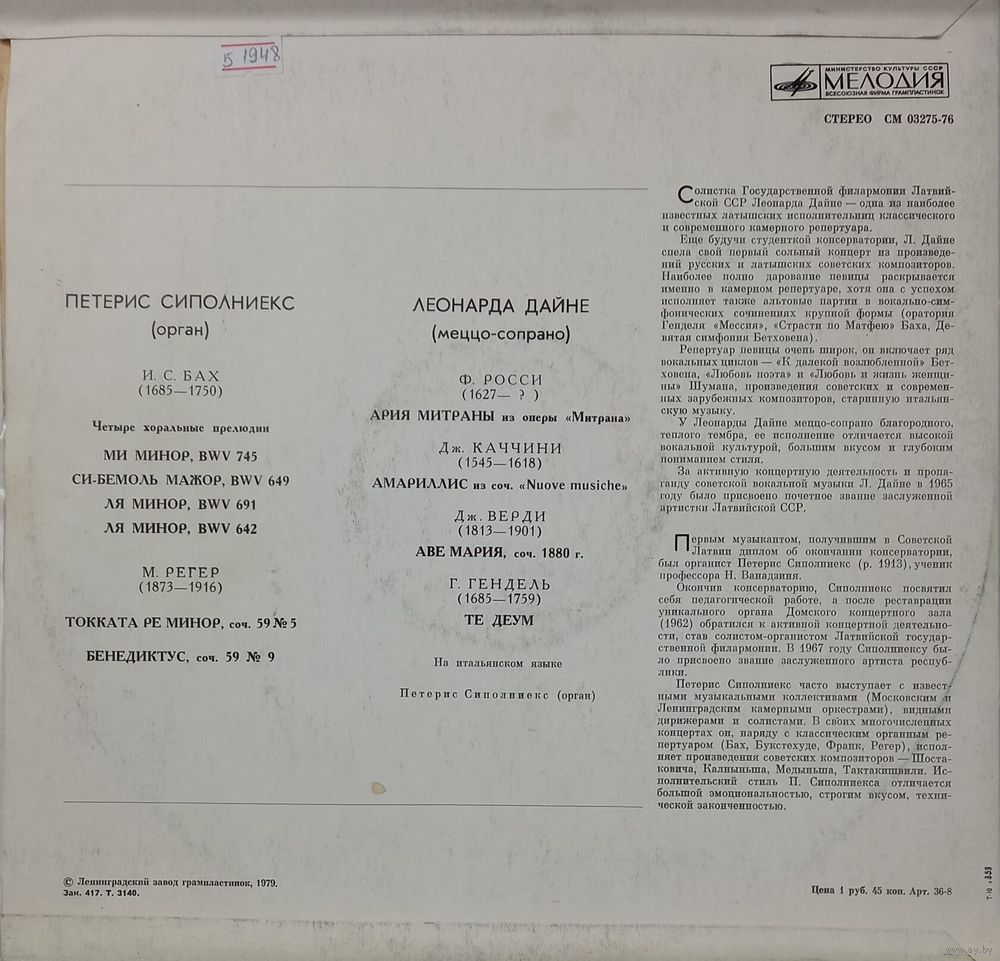 5 1948
МИНИСТЕРСТВО КУЛЬТУРЫ СССР
МЕЛОДИЯ
ВСЕСОЮЗНАЯ ФИРМА ГРАМПЛАСТИНОК
СТЕРЕО СМ 03275-76
ПЕТЕРИС СИПОЛНИЕКС
(орган)
И. С. БАХ
(1685—1750)
Четыре хоральные прелюдии
МИ МИНОР, BWV 745
СИ-БЕМОЛЬ МАЖОР, BWV 649
ЛЯ МИНОР, BWV 691
ЛЯ МИНОР, BWV 642
М. РЕГЕР
(1873—1916)
ТОККАТА РЕ МИНОР, соч. 59 № 5
БЕНЕДИКТУС, соч. 59 № 9
ЛЕОНАРДА ДАЙНЕ
(меццо-сопрано)
Ф. РОССИ
(1627— ? )
АРИЯ МИТРАНЫ из оперы «Митрана»
Дж. КАЧЧИНИ
(1545—1618)
АМАРИЛЛИС из соч. «Nuove musiche»
Дж. ВЕРДИ
(1813—1901)
АВЕ МАРИЯ, соч. 1880 г.
Г. ГЕНДЕЛЬ
(1685—1759)
ТЕ ДЕУМ
На итальянском языке
Петерис Сиполниекс (орган)
Солистка Государственной филармонии Латвий-
ской ССР Леонарда Дайне — одна из наиболее
известных латышских исполнительниц классического
и современного камерного репертуара.
Еще будучи студенткой консерватории, Л. Дайне
спела свой первый сольный концерт из произведе-
ний русских и латышских советских композиторов.
Наиболее полно дарование певицы раскрывается
именно в камерном репертуаре, хотя она с успехом
исполняет также альтовые партии в вокально-сим-
фонических сочинениях крупной формы (оратория
Генделя «Мессия», «Страсти по Матфею» Баха, Де-
вятая симфония Бетховена).
Репертуар певицы очень широк, он включает ряд
вокальных циклов — «К далекой возлюбленной» Бет-
ховена, «Любовь поэта» и «Любовь и жизнь женщи-
ны» Шумана, произведения советских и современ-
ных зарубежных композиторов, старинную итальян-
скую музыку.
У Леонарды Дайне меццо-сопрано благородного,
теплого тембра, ее исполнение отличается высокой
вокальной культурой, большим вкусом и глубоким
пониманием стиля.
За активную концертную деятельность и пропа-
ганду советской вокальной музыки Л. Дайне в 1965
году было присвоено почетное звание заслуженной
артистки Латвийской ССР.
Первым музыкантом, получившим в Советской
Латвии диплом об окончании консерватории,
был органист Петерис Сиполниекс (р. 1913), ученик
профессора Н. Ванадзиня.
Окончив консерваторию, Сиполниекс посвятил
себя педагогической работе, а после реставрации
уникального органа Домского концертного зала
(1962) обратился к активной концертной деятельно-
сти, став солистом-органистом Латвийской государ-
ственной филармонии. В 1967 году Сиполниексу бы-
ло присвоено звание заслуженного артиста респуб-
лики.
Петерис Сиполниекс часто выступает с извест-
ными музыкальными коллективами (Московским и
Ленинградским камерными оркестрами), видными
дирижерами и солистами. В своих многочисленных
концертах он, наряду с классическим органным ре-
пертуаром (Бах, Букстехуде, Франк, Регер), испол-
няет произведения советских композиторов — Шоста-
ковича, Калныньша, Медыньша, Тактакишвили. Ис-
полнительский стиль П. Сиполниекса отличается
большой эмоциональностью, строгим вкусом, техни-
ческой законченностью.
© Ленинградский завод грампластинок, 1979.
Зак. 417. Т. 3140.
Цена 1 руб. 45 коп. Арт. 36-8
www.ay.by